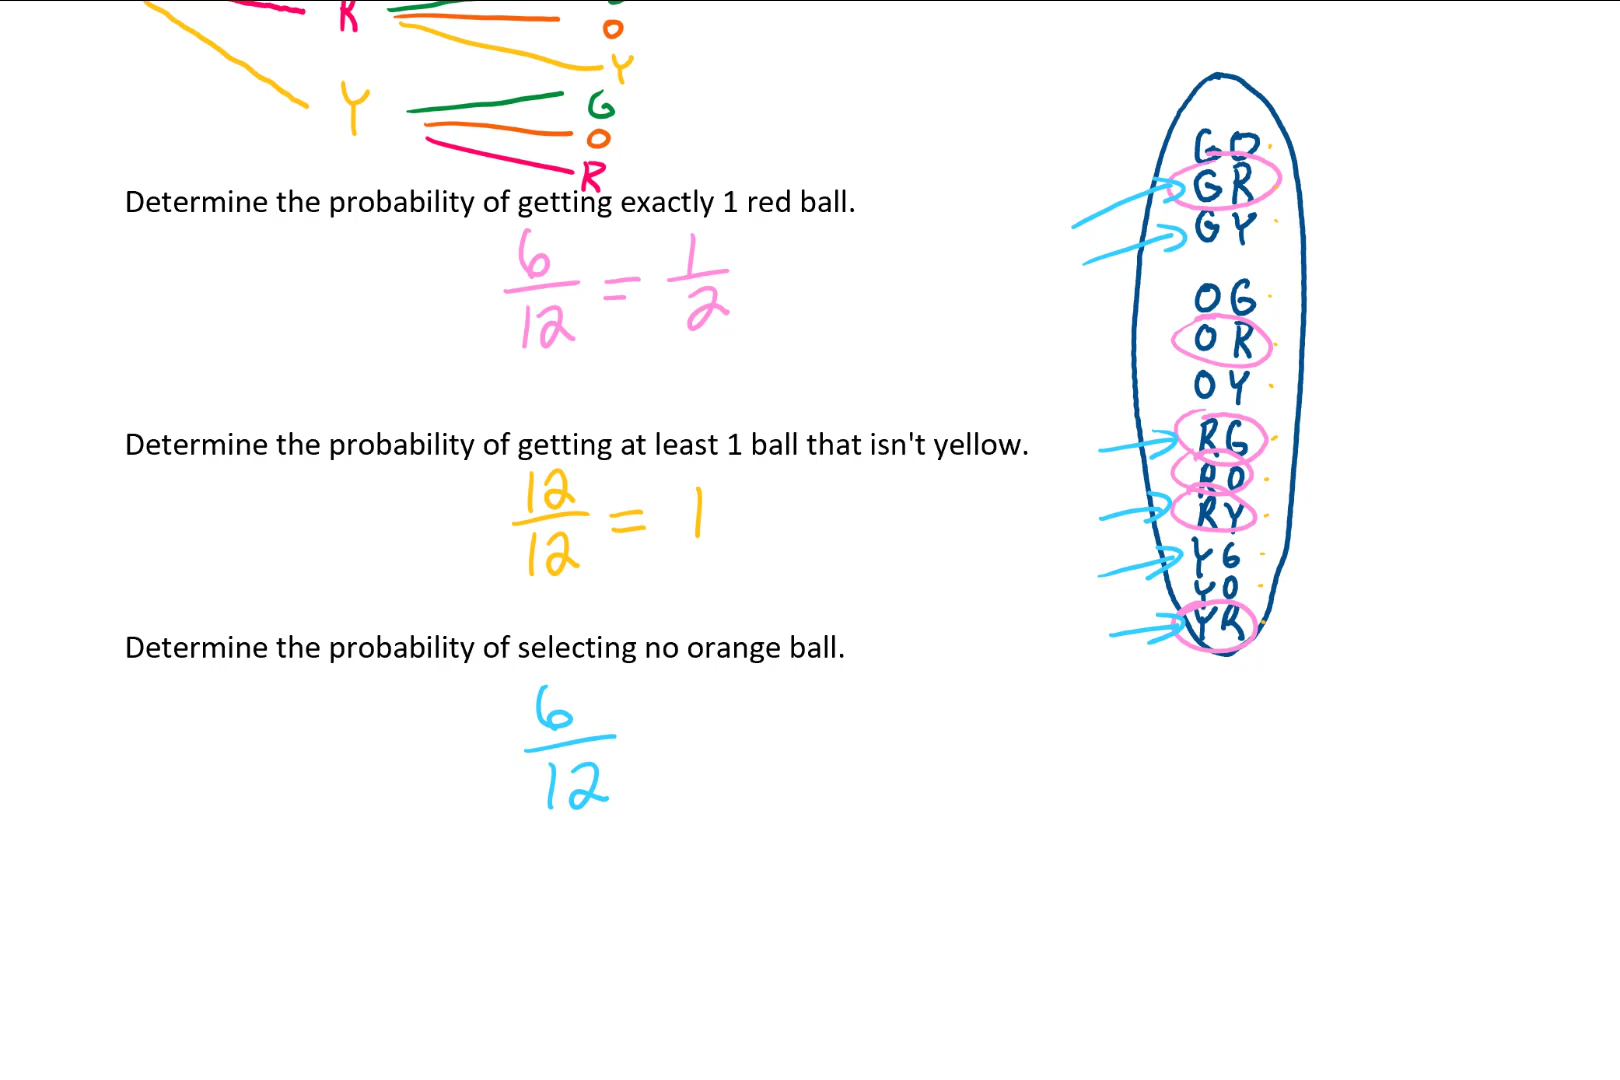 R
O
Y
Y
G
O
R
Determine the probability of getting exactly 1 red ball.
6/12 = 1/2
Determine the probability of getting at least 1 ball that isn't yellow.
12/12 = 1
Determine the probability of selecting no orange ball.
6/12
GO
GR
GY
OG
OR
OY
RG
RO
RY
YG
YO
YR